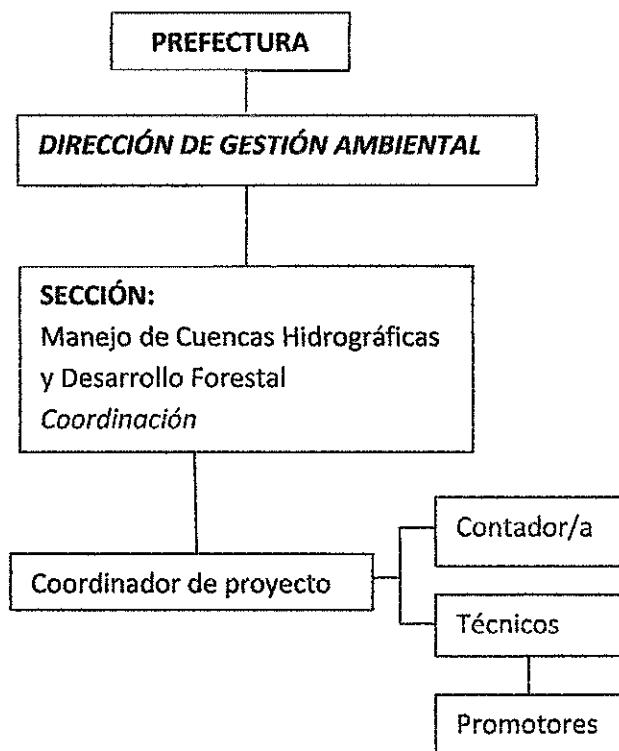 PREFECTURA
DIRECCIÓN DE GESTIÓN AMBIENTAL
SECCIÓN:
Manejo de Cuencas Hidrográficas
y Desarrollo Forestal
Coordinación
Contador/a
Coordinador de proyecto
Técnicos
Promotores